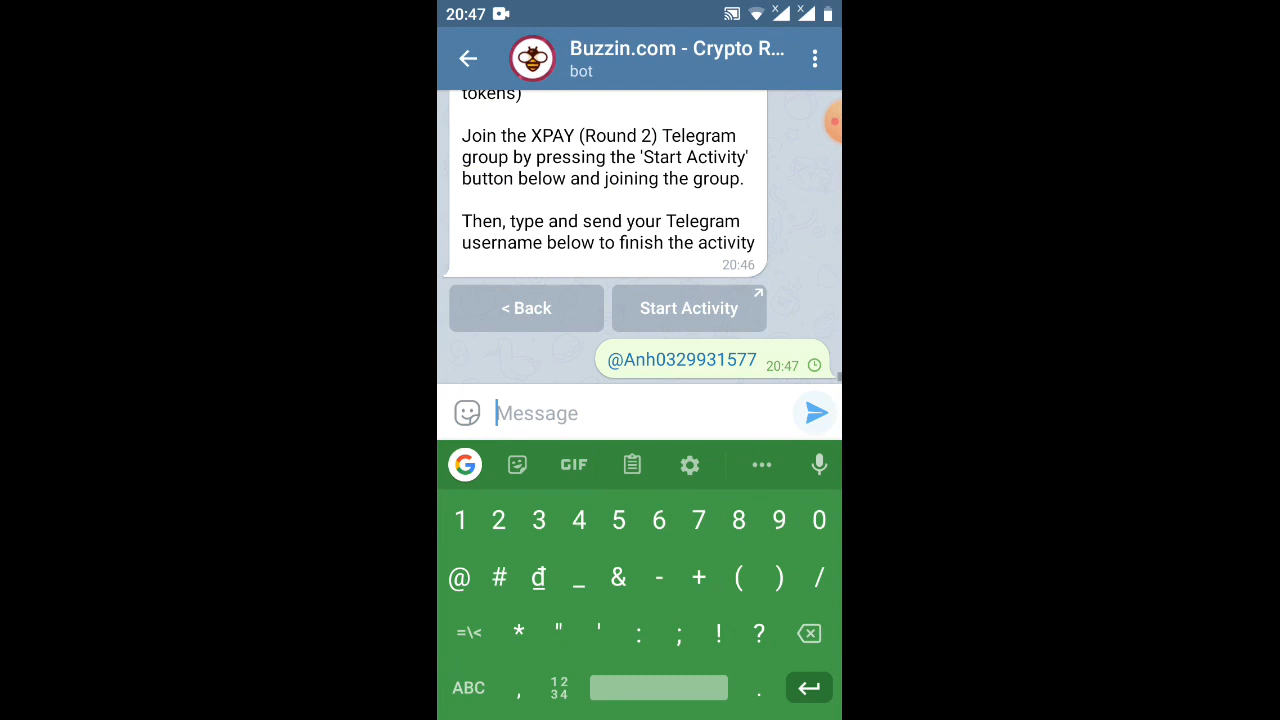 20:47
Buzzin.com - Crypto R...
bot
tokens)
Join the XPAY (Round 2) Telegram
group by pressing the 'Start Activity'
button below and joining the group.
Then, type and send your Telegram
username below to finish the activity
20:46
< Back
Start Activity
@Anh0329931577 20:47
Message
G GIF
1 2 3 4 5 6 7 8 9 0
@ # ₫ _ & - + ( ) /
=\< * " ' : ; ! ?
ABC , 12 34 .